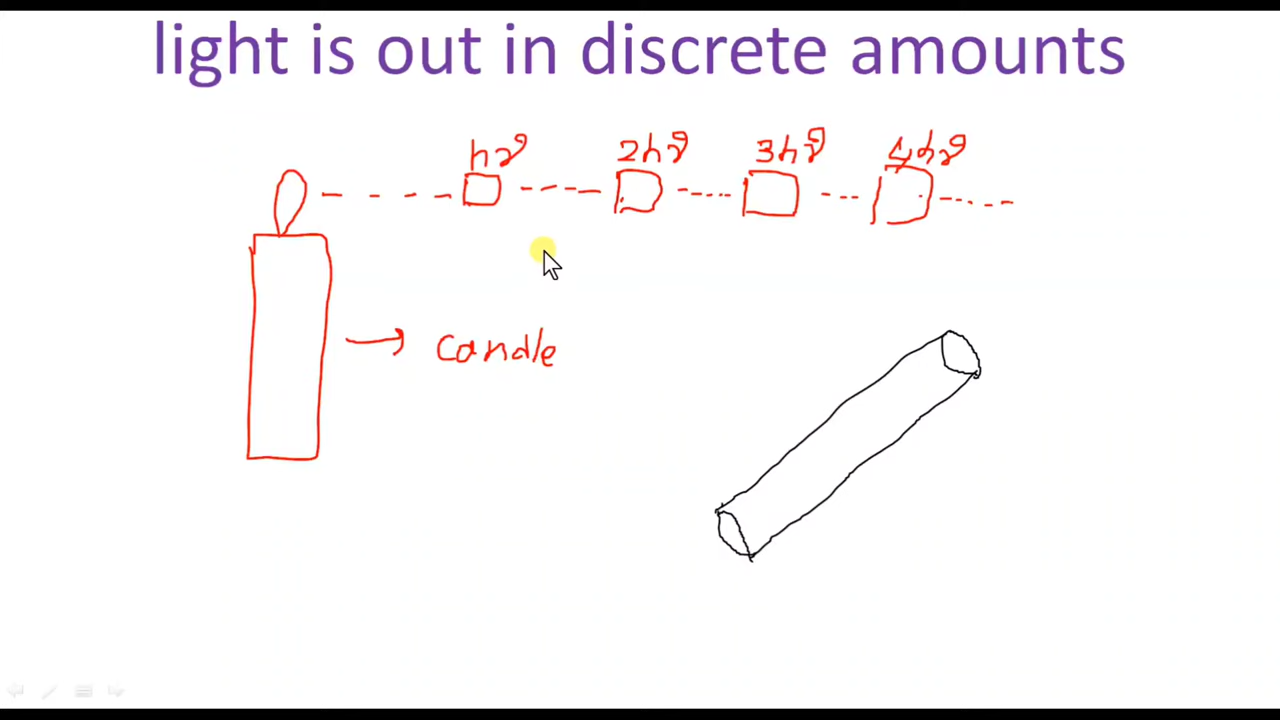 light is out in discrete amounts
hν 2hν 3hν 4hν
candle